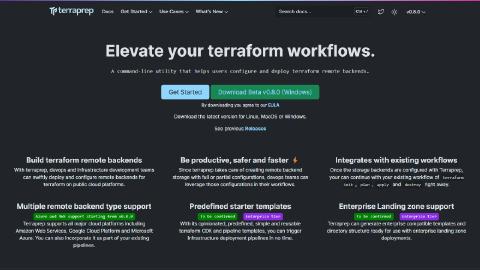 terraprep Docs Get Started Use Cases What's New Search docs... Ctrl + / v0.8.0
Elevate your terraform workflows.
A command-line utility that helps users configure and deploy terraform remote backends.
Get Started Download Beta v0.8.0 (Windows)
By downloading you agree to our EULA
Download the latest version for Linux, MacOS or Windows.
See previous Releases
Build terraform remote backends
With terraprep, devops and infrastructure development teams
can swiftly deploy and configure remote backends for
terraform on public cloud platforms.
Be productive, safer and faster ⚡
Since terraprep takes care of creating remote backend
storage with full or partial configurations, devops teams can
leverage those configurations in their workflows.
Integrates with existing workflows
Once the storage backends are configured with Terraprep,
you can continue with your existing workflow of terraform
init, plan, apply and destroy right away.
Multiple remote backend type support
Azure and Web support starting from v0.8.0
Terraprep supports all major cloud platforms including
Amazon Web Services, Google Cloud Platform and Microsoft
Azure. You can also incorporate it as part of your existing
pipelines.
Predefined starter templates
To be confirmed Enterprise tier
With its opinionated, predefined, simple and reusable
terraform CDK and pipeline templates, you can trigger
infrastructure deployment pipelines in no time.
Enterprise Landing zone support
To be confirmed Enterprise tier
Terraprep can generate enterprise compatible templates and
directory structure ready for use with enterprise landing zone
deployments.